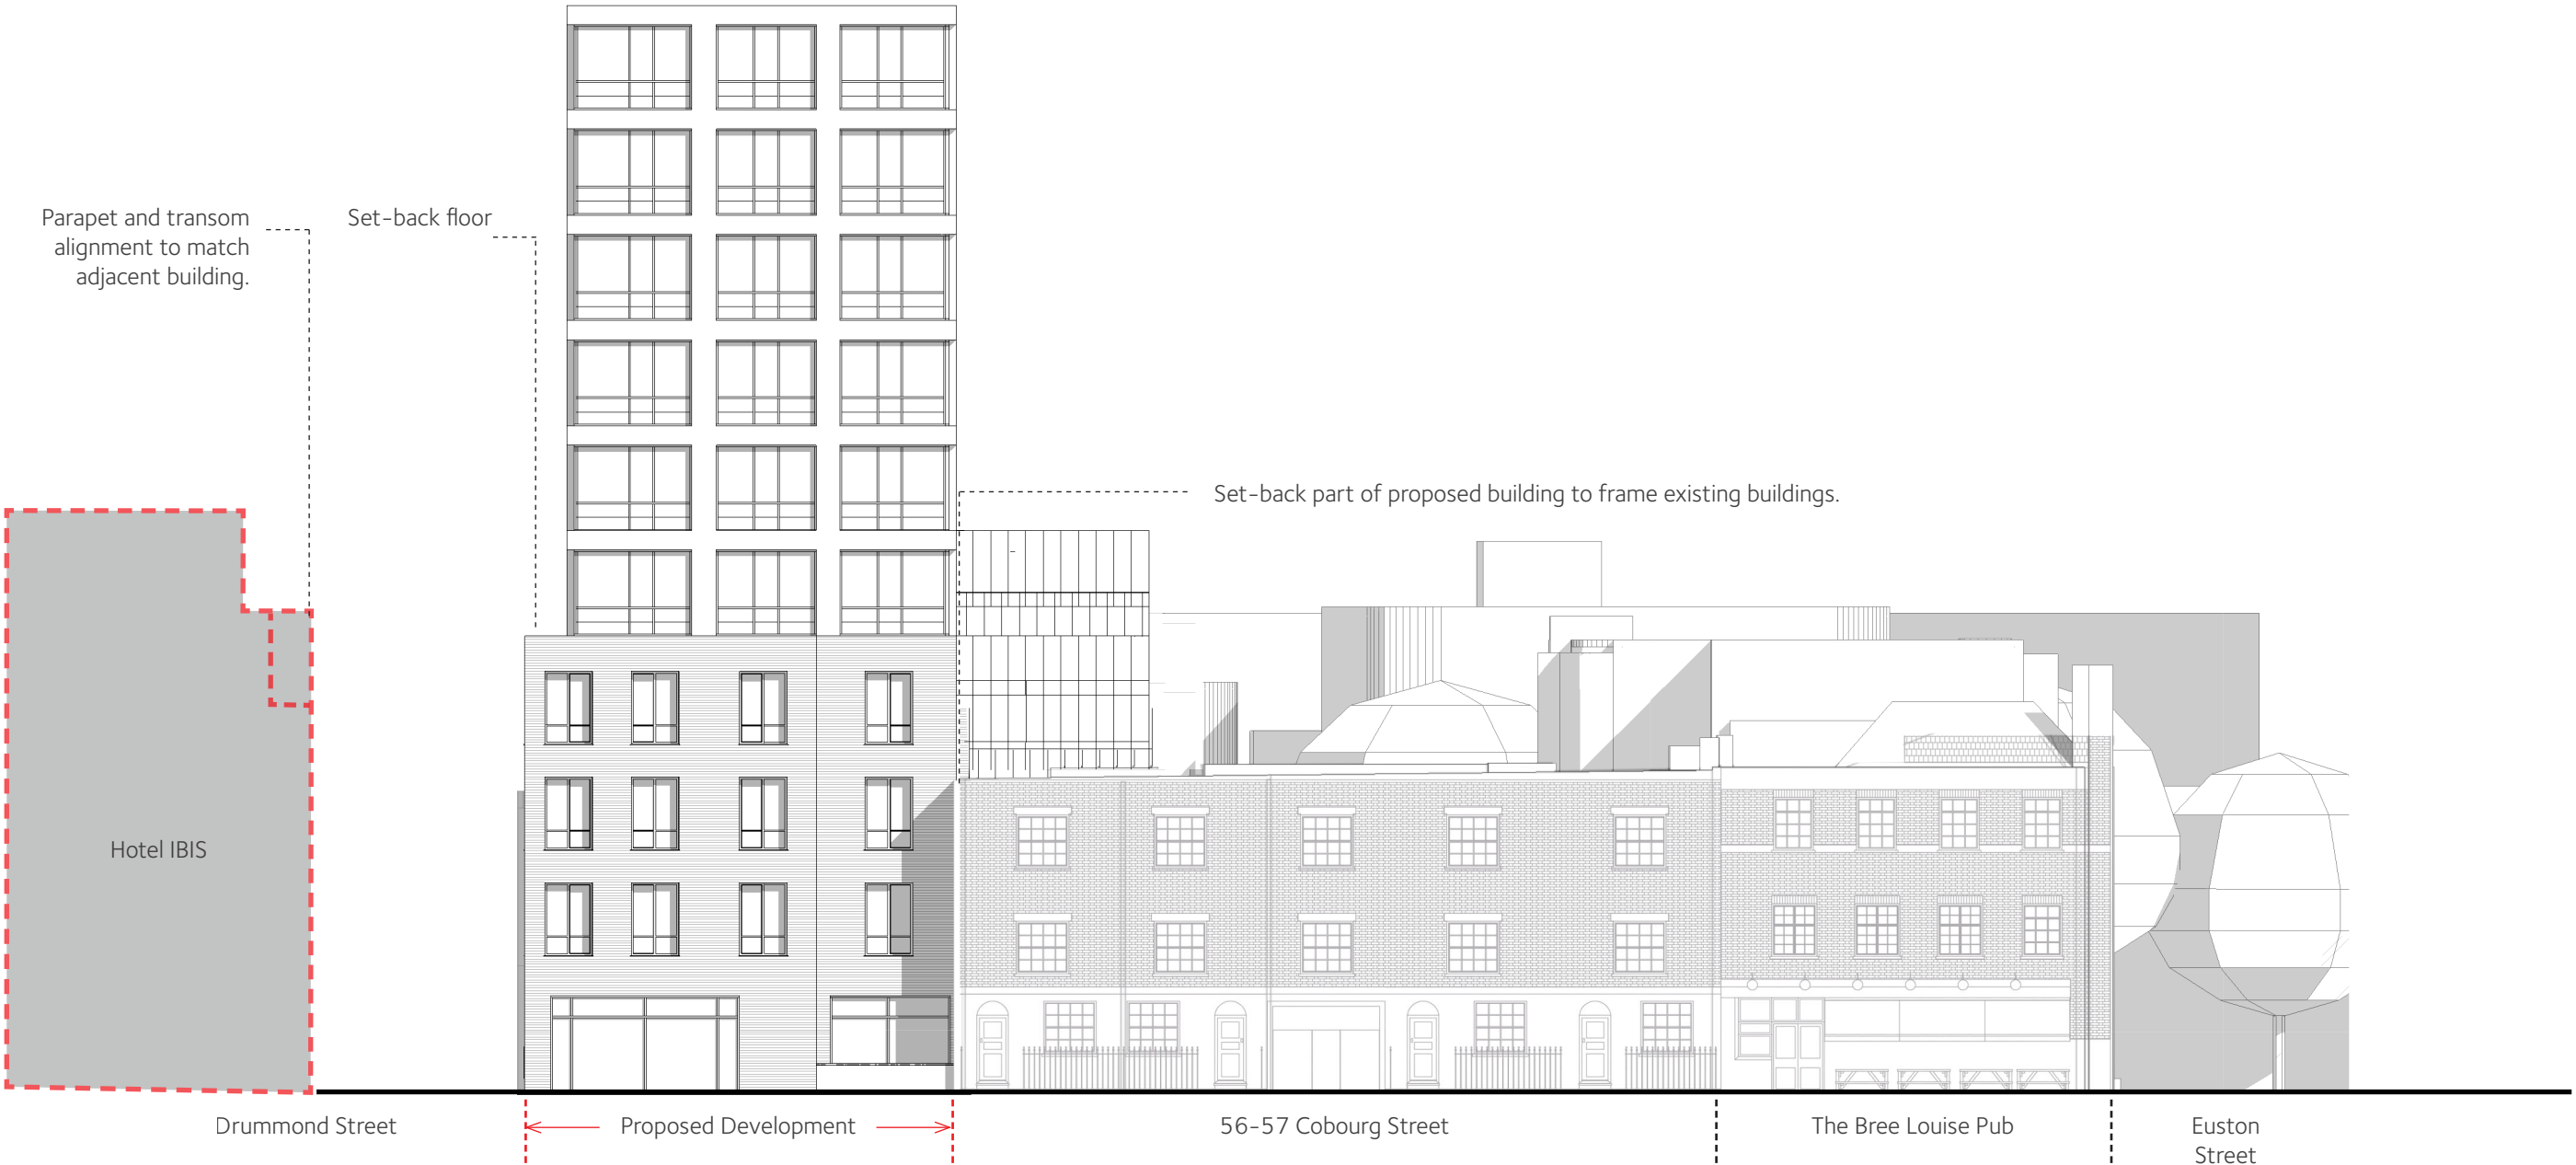 Parapet and transom
alignment to match
adjacent building.
Set-back floor
Set-back part of proposed building to frame existing buildings.
Hotel IBIS
Drummond Street
Proposed Development
56-57 Cobourg Street
The Bree Louise Pub
Euston
Street